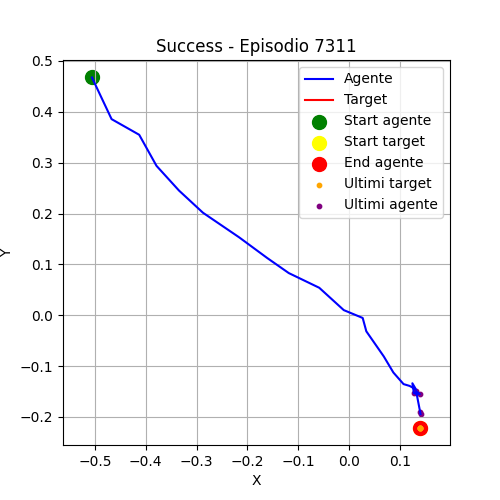 Success - Episodio 7311
Agente
Target
Start agente
Start target
End agente
Ultimi target
Ultimi agente
0.5
0.4
0.3
0.2
0.1
0.0
−0.1
−0.2
Y
−0.5
−0.4
−0.3
−0.2
−0.1
0.0
0.1
X